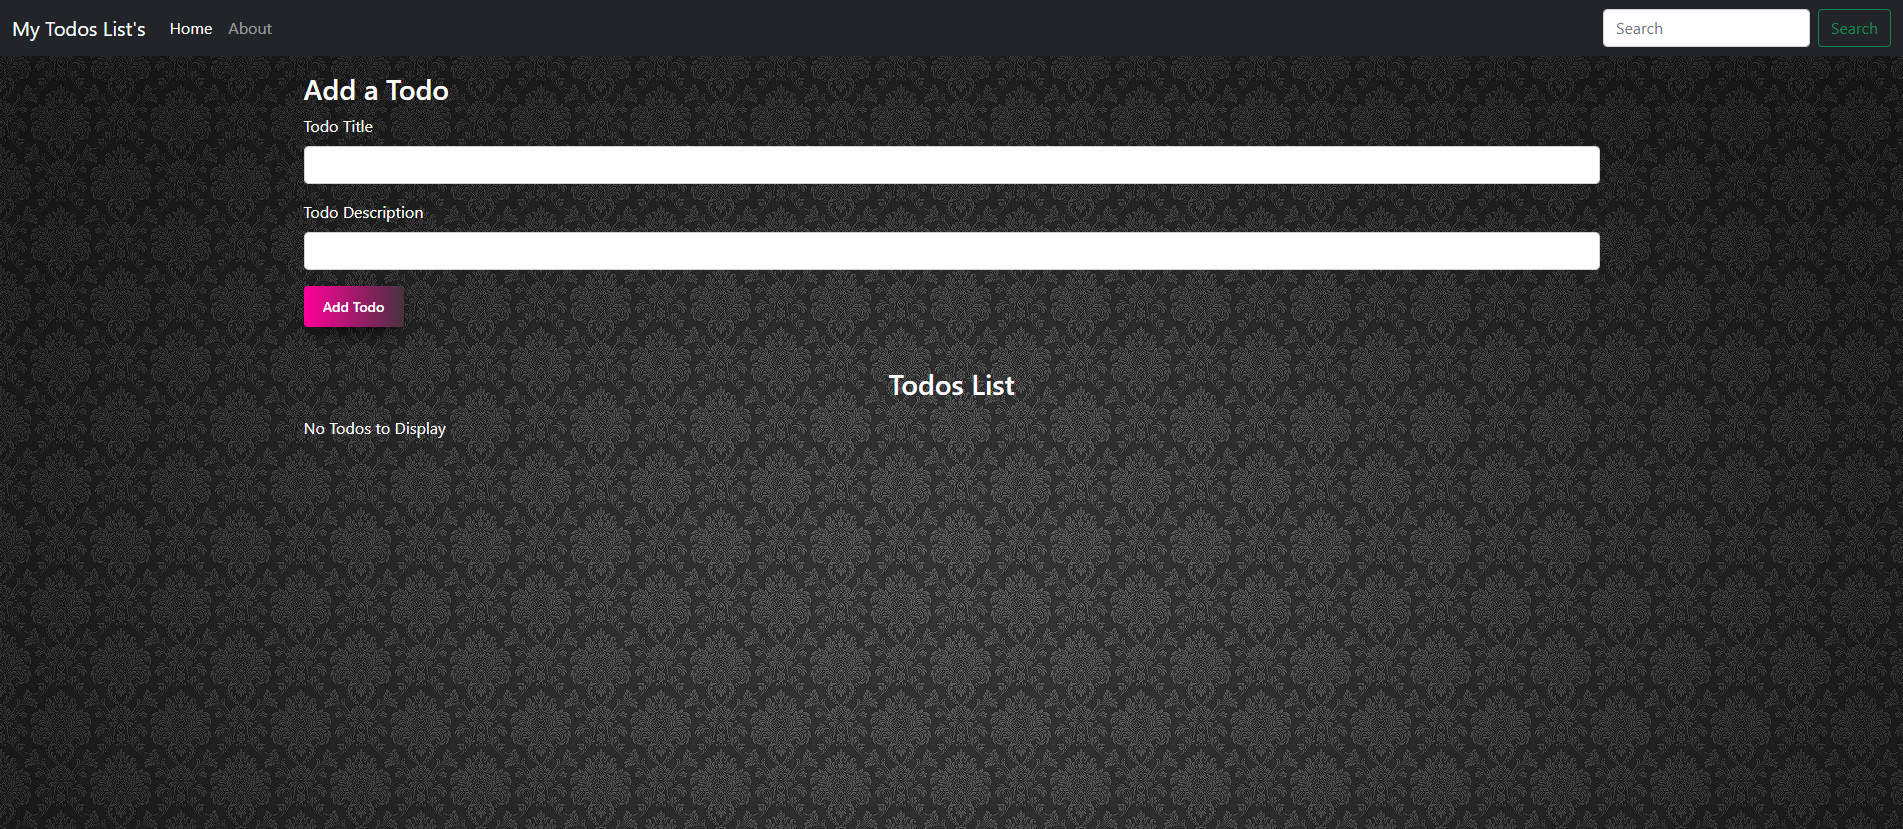 My Todos List's Home About Search Search
Add a Todo
Todo Title
Todo Description
Add Todo
Todos List
No Todos to Display